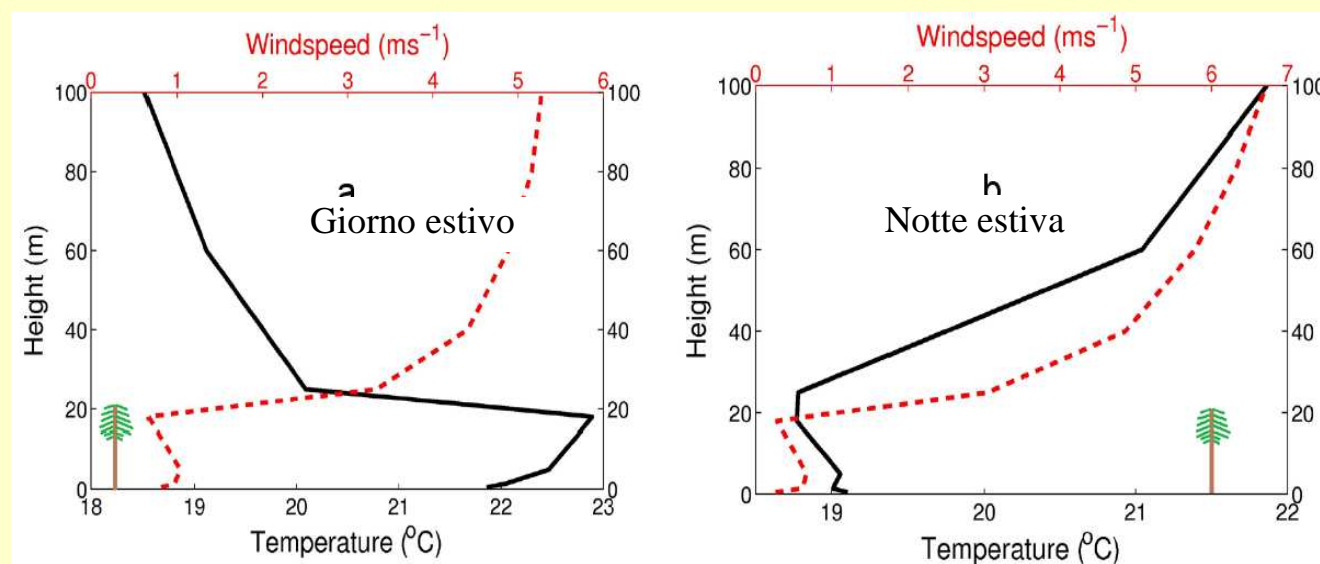 Windspeed (ms⁻¹)
0 1 2 3 4 5 6
100 100
80 80
60 60
40 40
20 20
0 0
Height (m)
a
Giorno estivo
18 19 20 21 22 23
Temperature (°C)
Windspeed (ms⁻¹)
0 1 2 3 4 5 6 7
100 100
80 80
60 60
40 40
20 20
0 0
Height (m)
Notte estiva
19 20 21 22
Temperature (°C)